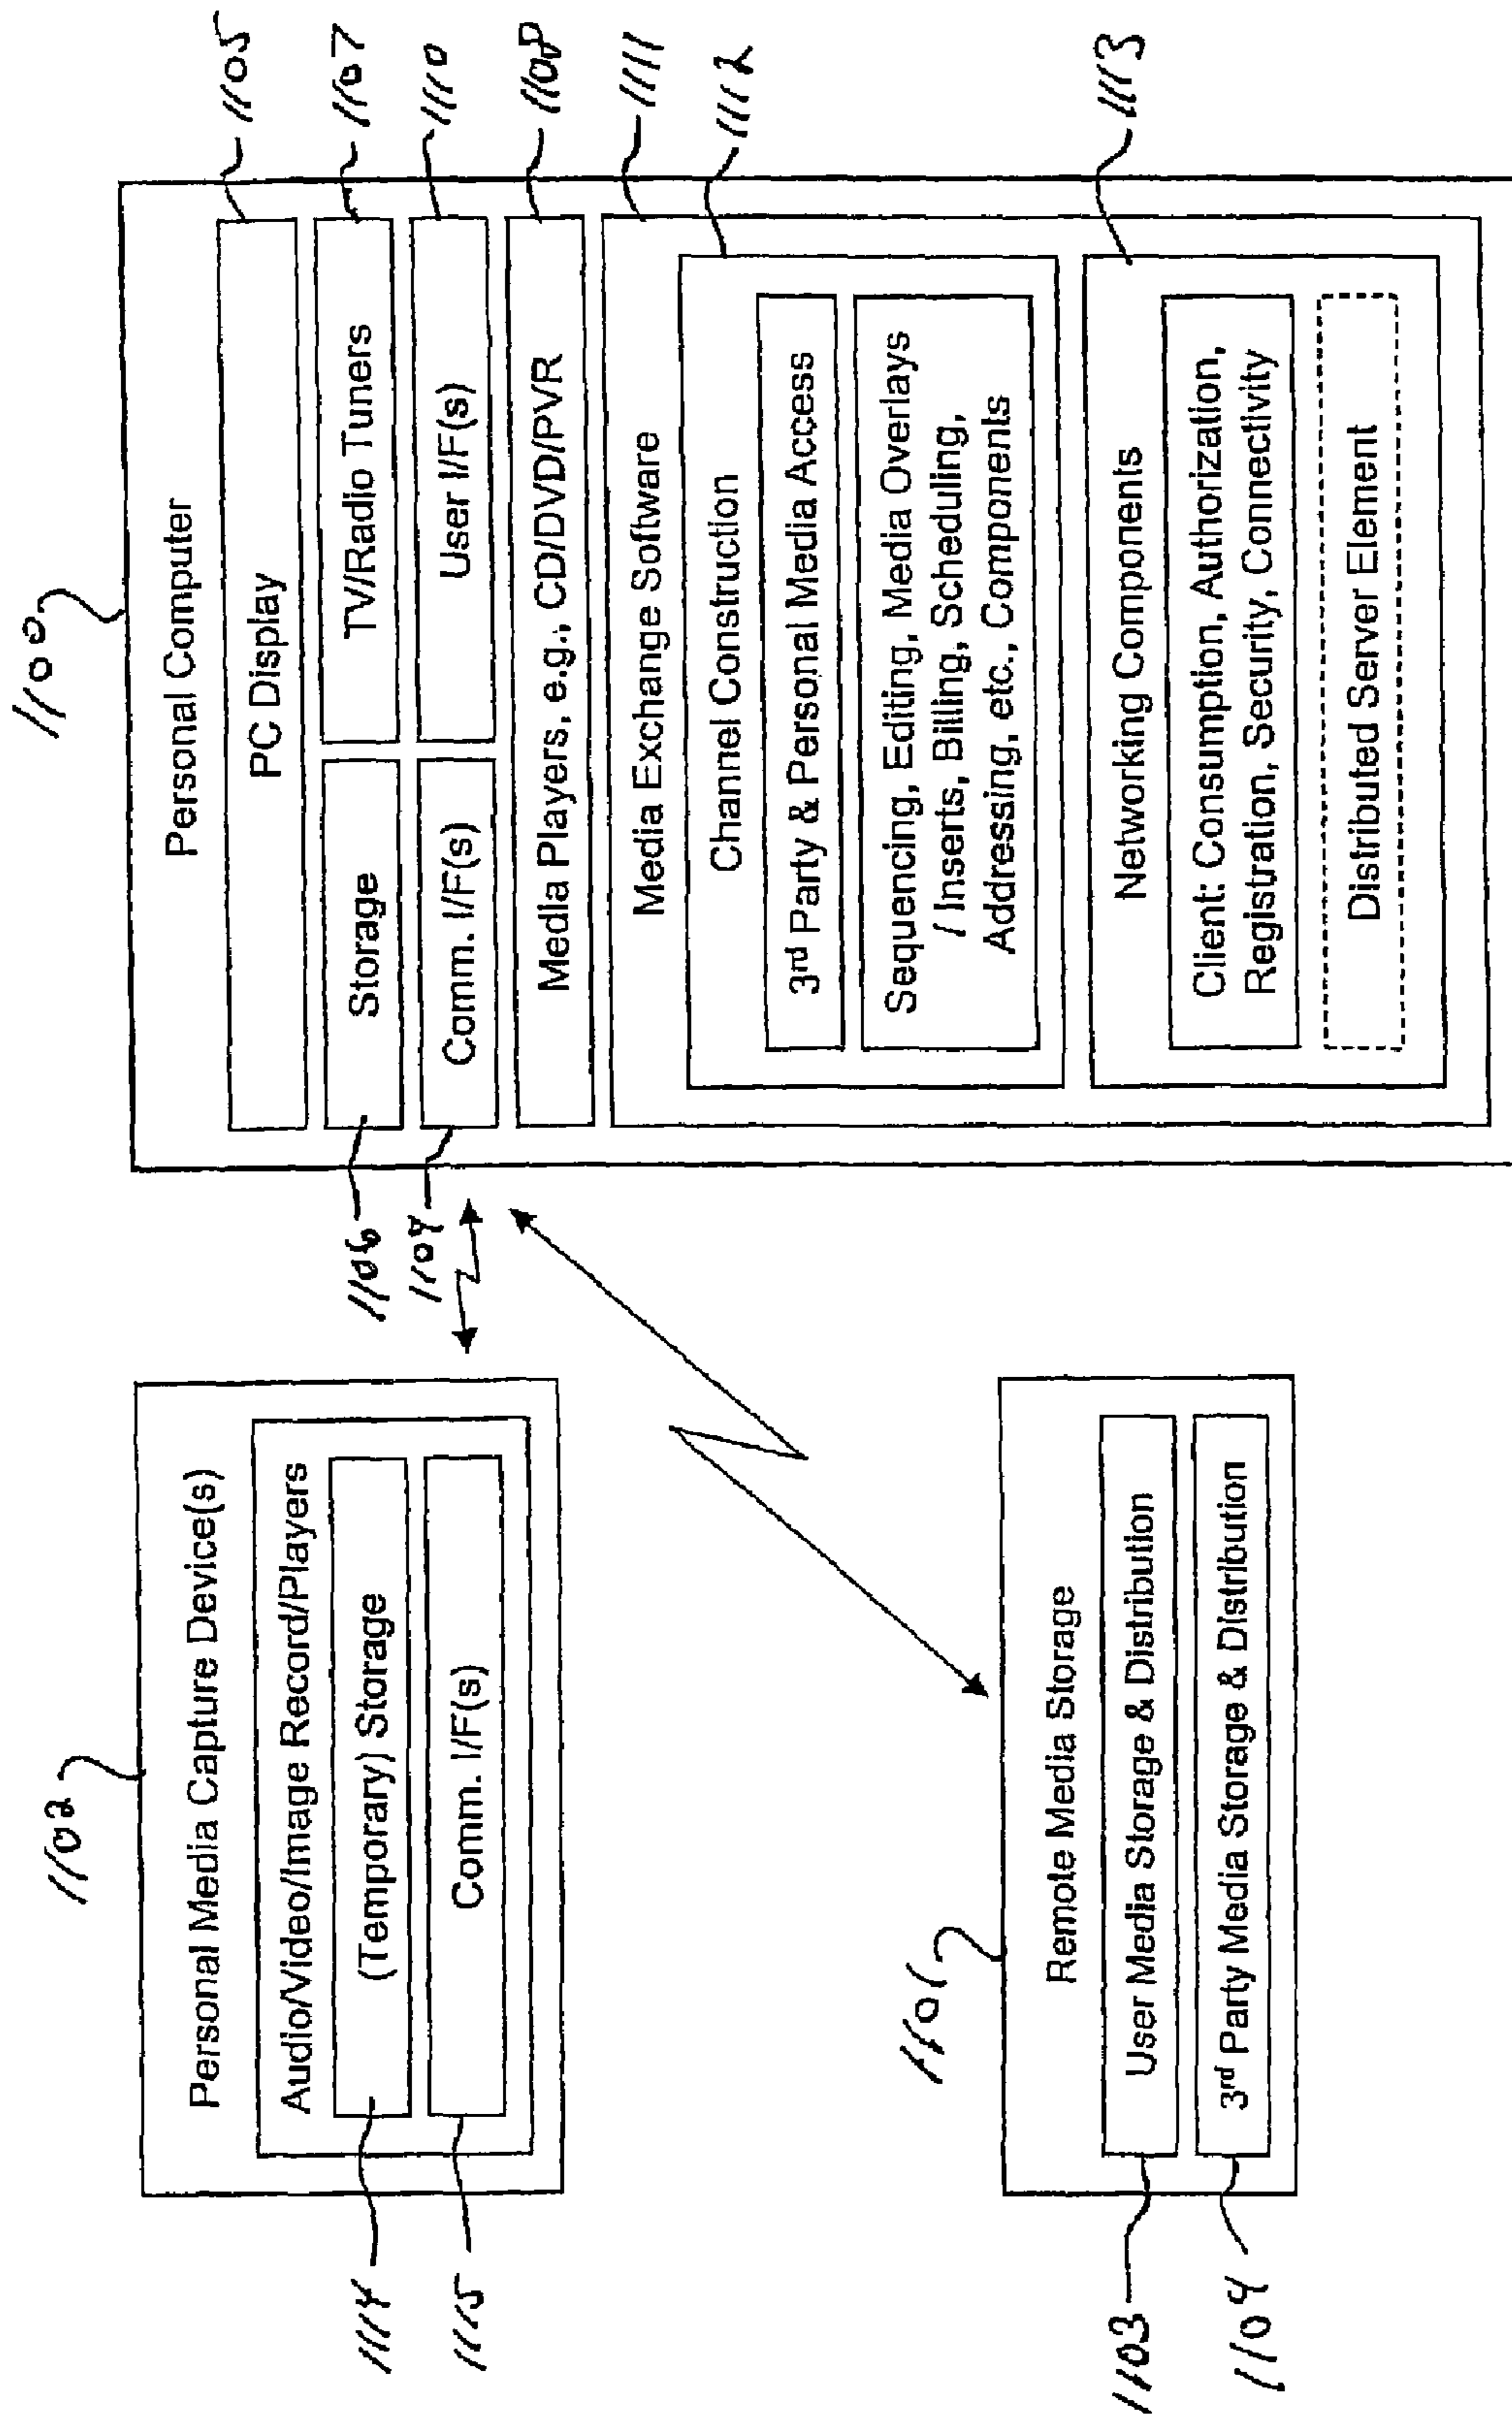 1102
Personal Media Capture Device(s)
Audio/Video/Image Record/Players
1114
(Temporary) Storage
1115
Comm. I/F(s)
1101
Remote Media Storage
1103
User Media Storage & Distribution
1104
3rd Party Media Storage & Distribution
1100
Personal Computer
PC Display
1105
1106
Storage
TV/Radio Tuners
1107
1109
Comm. I/F(s)
User I/F(s)
1110
Media Players, e.g., CD/DVD/PVR
1108
Media Exchange Software
1111
Channel Construction
1112
3rd Party & Personal Media Access
Sequencing, Editing, Media Overlays
/ Inserts, Billing, Scheduling,
Addressing, etc., Components
Networking Components
1113
Client: Consumption, Authorization,
Registration, Security, Connectivity
Distributed Server Element